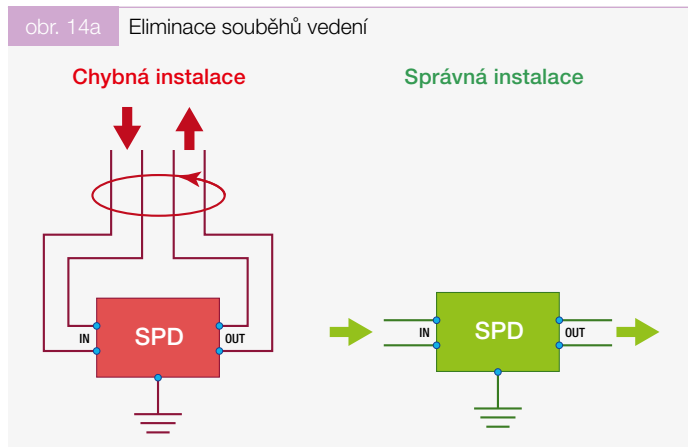 obr. 14a Eliminace souběhů vedení
Chybná instalace
Správná instalace
IN SPD OUT
IN SPD OUT